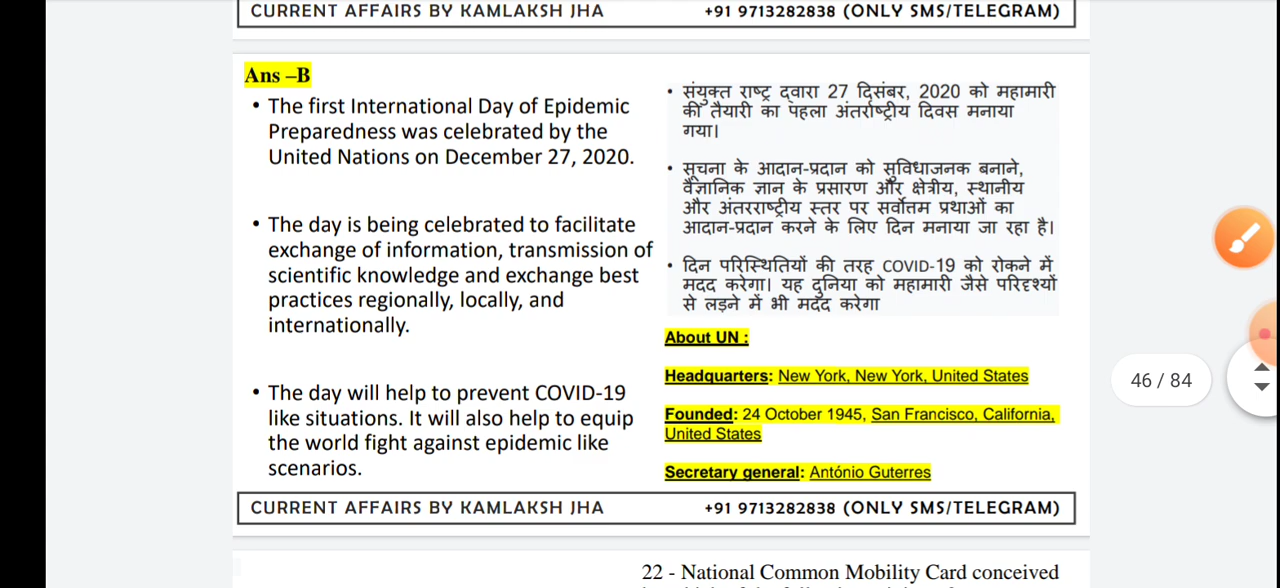 CURRENT AFFAIRS BY KAMLAKSH JHA +91 9713282838 (ONLY SMS/TELEGRAM)
Ans –B
• The first International Day of Epidemic
Preparedness was celebrated by the
United Nations on December 27, 2020.
• The day is being celebrated to facilitate
exchange of information, transmission of
scientific knowledge and exchange best
practices regionally, locally, and
internationally.
• The day will help to prevent COVID-19
like situations. It will also help to equip
the world fight against epidemic like
scenarios.
• संयुक्त राष्ट्र द्वारा 27 दिसंबर, 2020 को महामारी
की तैयारी का पहला अंतर्राष्ट्रीय दिवस मनाया
गया।
• सूचना के आदान-प्रदान को सुविधाजनक बनाने,
वैज्ञानिक ज्ञान के प्रसारण और क्षेत्रीय, स्थानीय
और अंतरराष्ट्रीय स्तर पर सर्वोत्तम प्रथाओं का
आदान-प्रदान करने के लिए दिन मनाया जा रहा है।
• दिन परिस्थितियों की तरह COVID-19 को रोकने में
मदद करेगा। यह दुनिया को महामारी जैसे परिदृश्यों
से लड़ने में भी मदद करेगा
About UN :
Headquarters: New York, New York, United States
Founded: 24 October 1945, San Francisco, California,
United States
Secretary general: António Guterres
46 / 84
CURRENT AFFAIRS BY KAMLAKSH JHA +91 9713282838 (ONLY SMS/TELEGRAM)
22 - National Common Mobility Card conceived